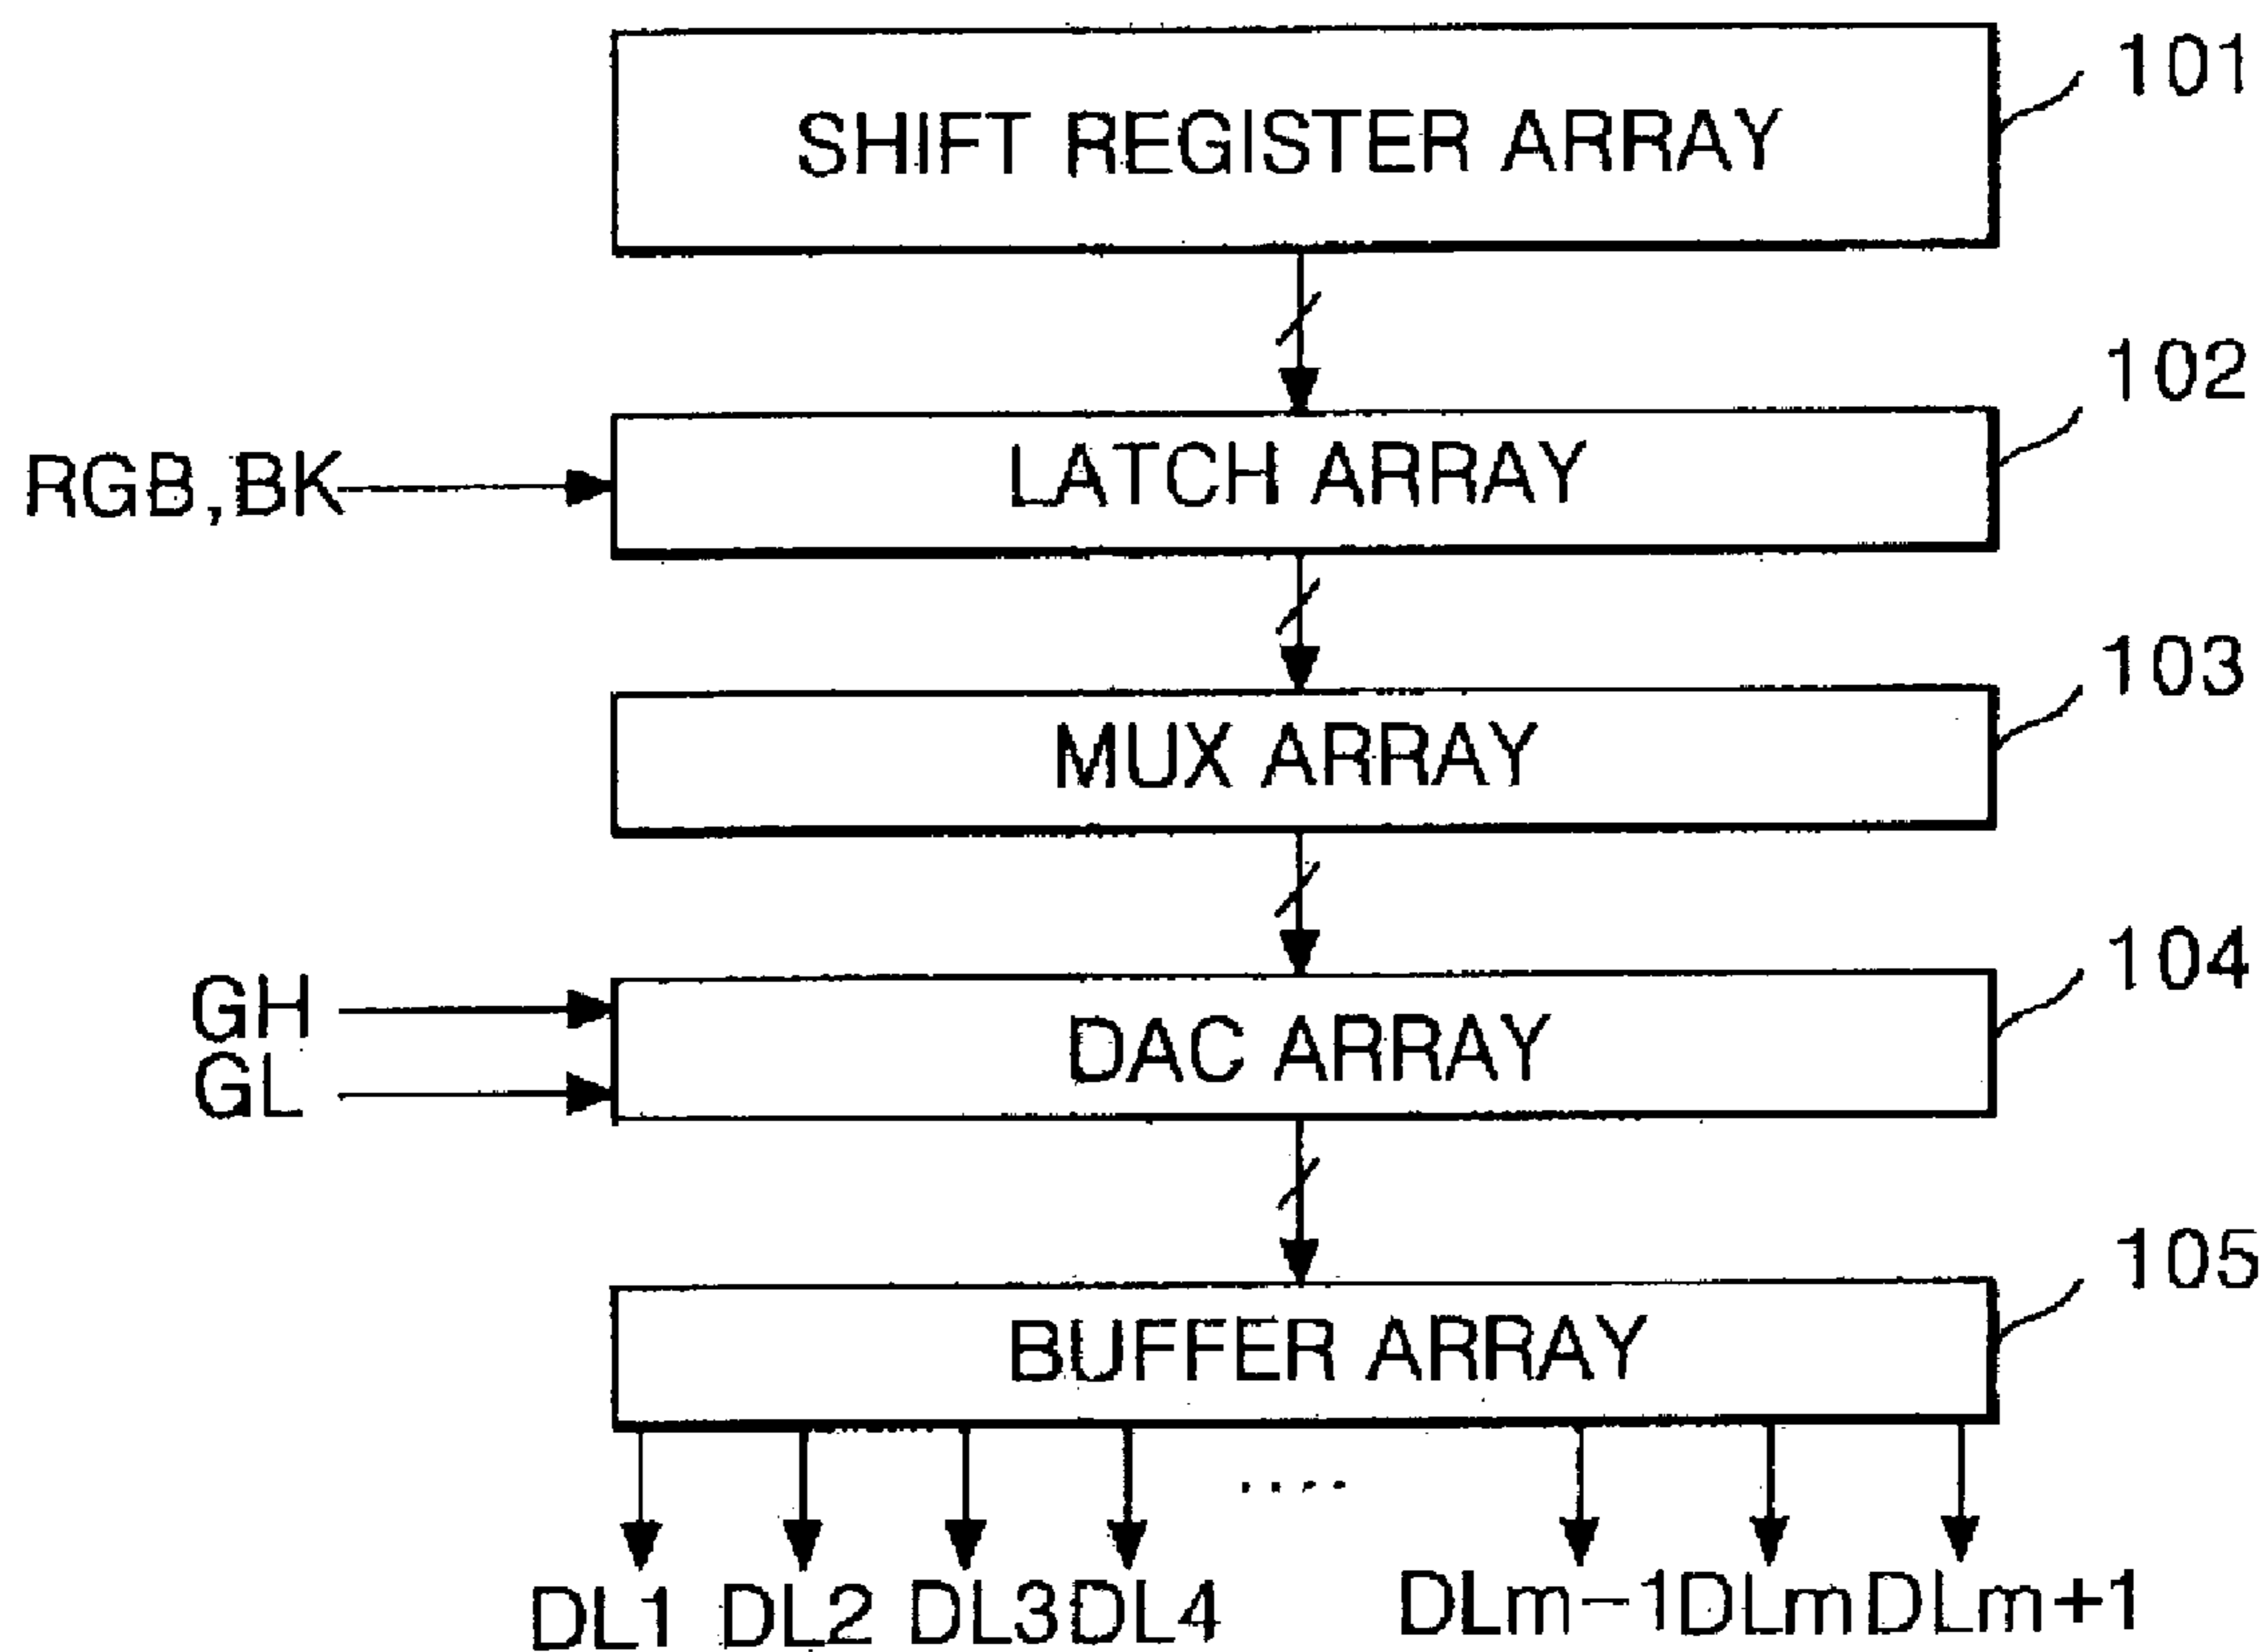 SHIFT REGISTER ARRAY
101
102
RGB,BK
LATCH ARRAY
103
MUX ARRAY
104
GH
GL
DAC ARRAY
105
BUFFER ARRAY
....
DL1 DL2 DL3 DL4 DLm-1 DLm DLm+1